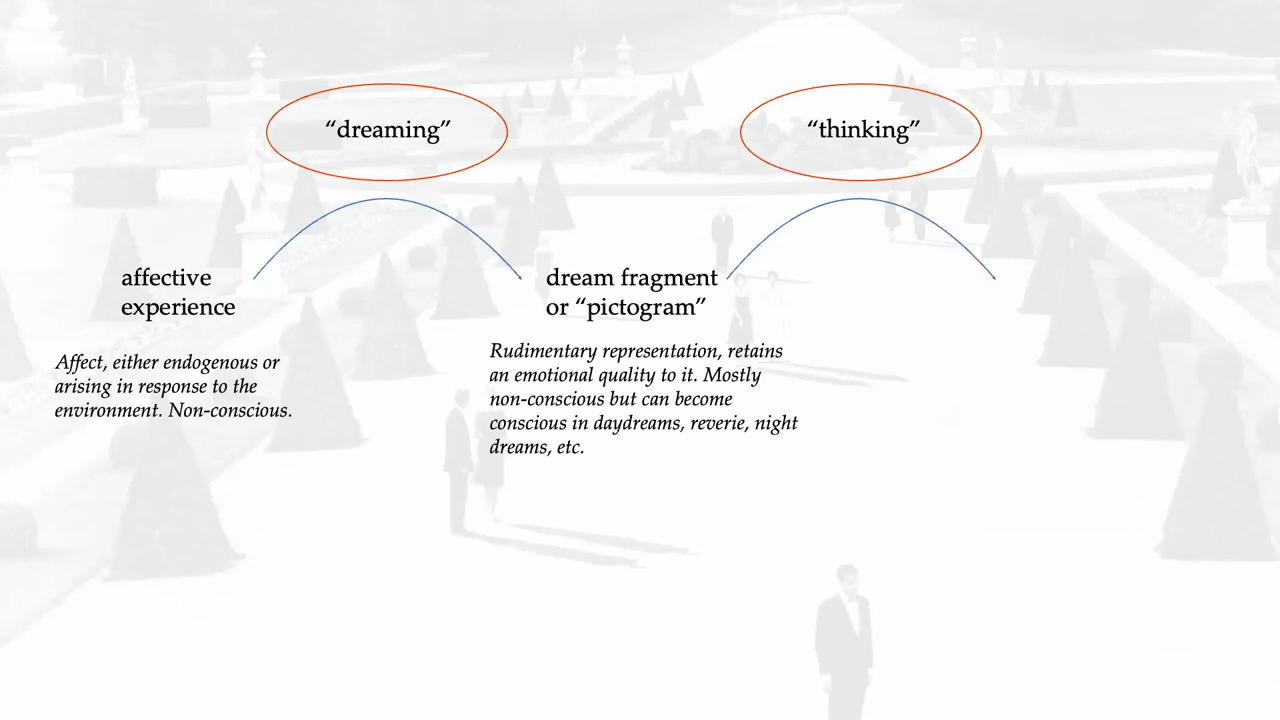 “dreaming”
“thinking”
affective
experience
dream fragment
or “pictogram”
Affect, either endogenous or
arising in response to the
environment. Non-conscious.
Rudimentary representation, retains
an emotional quality to it. Mostly
non-conscious but can become
conscious in daydreams, reverie, night
dreams, etc.